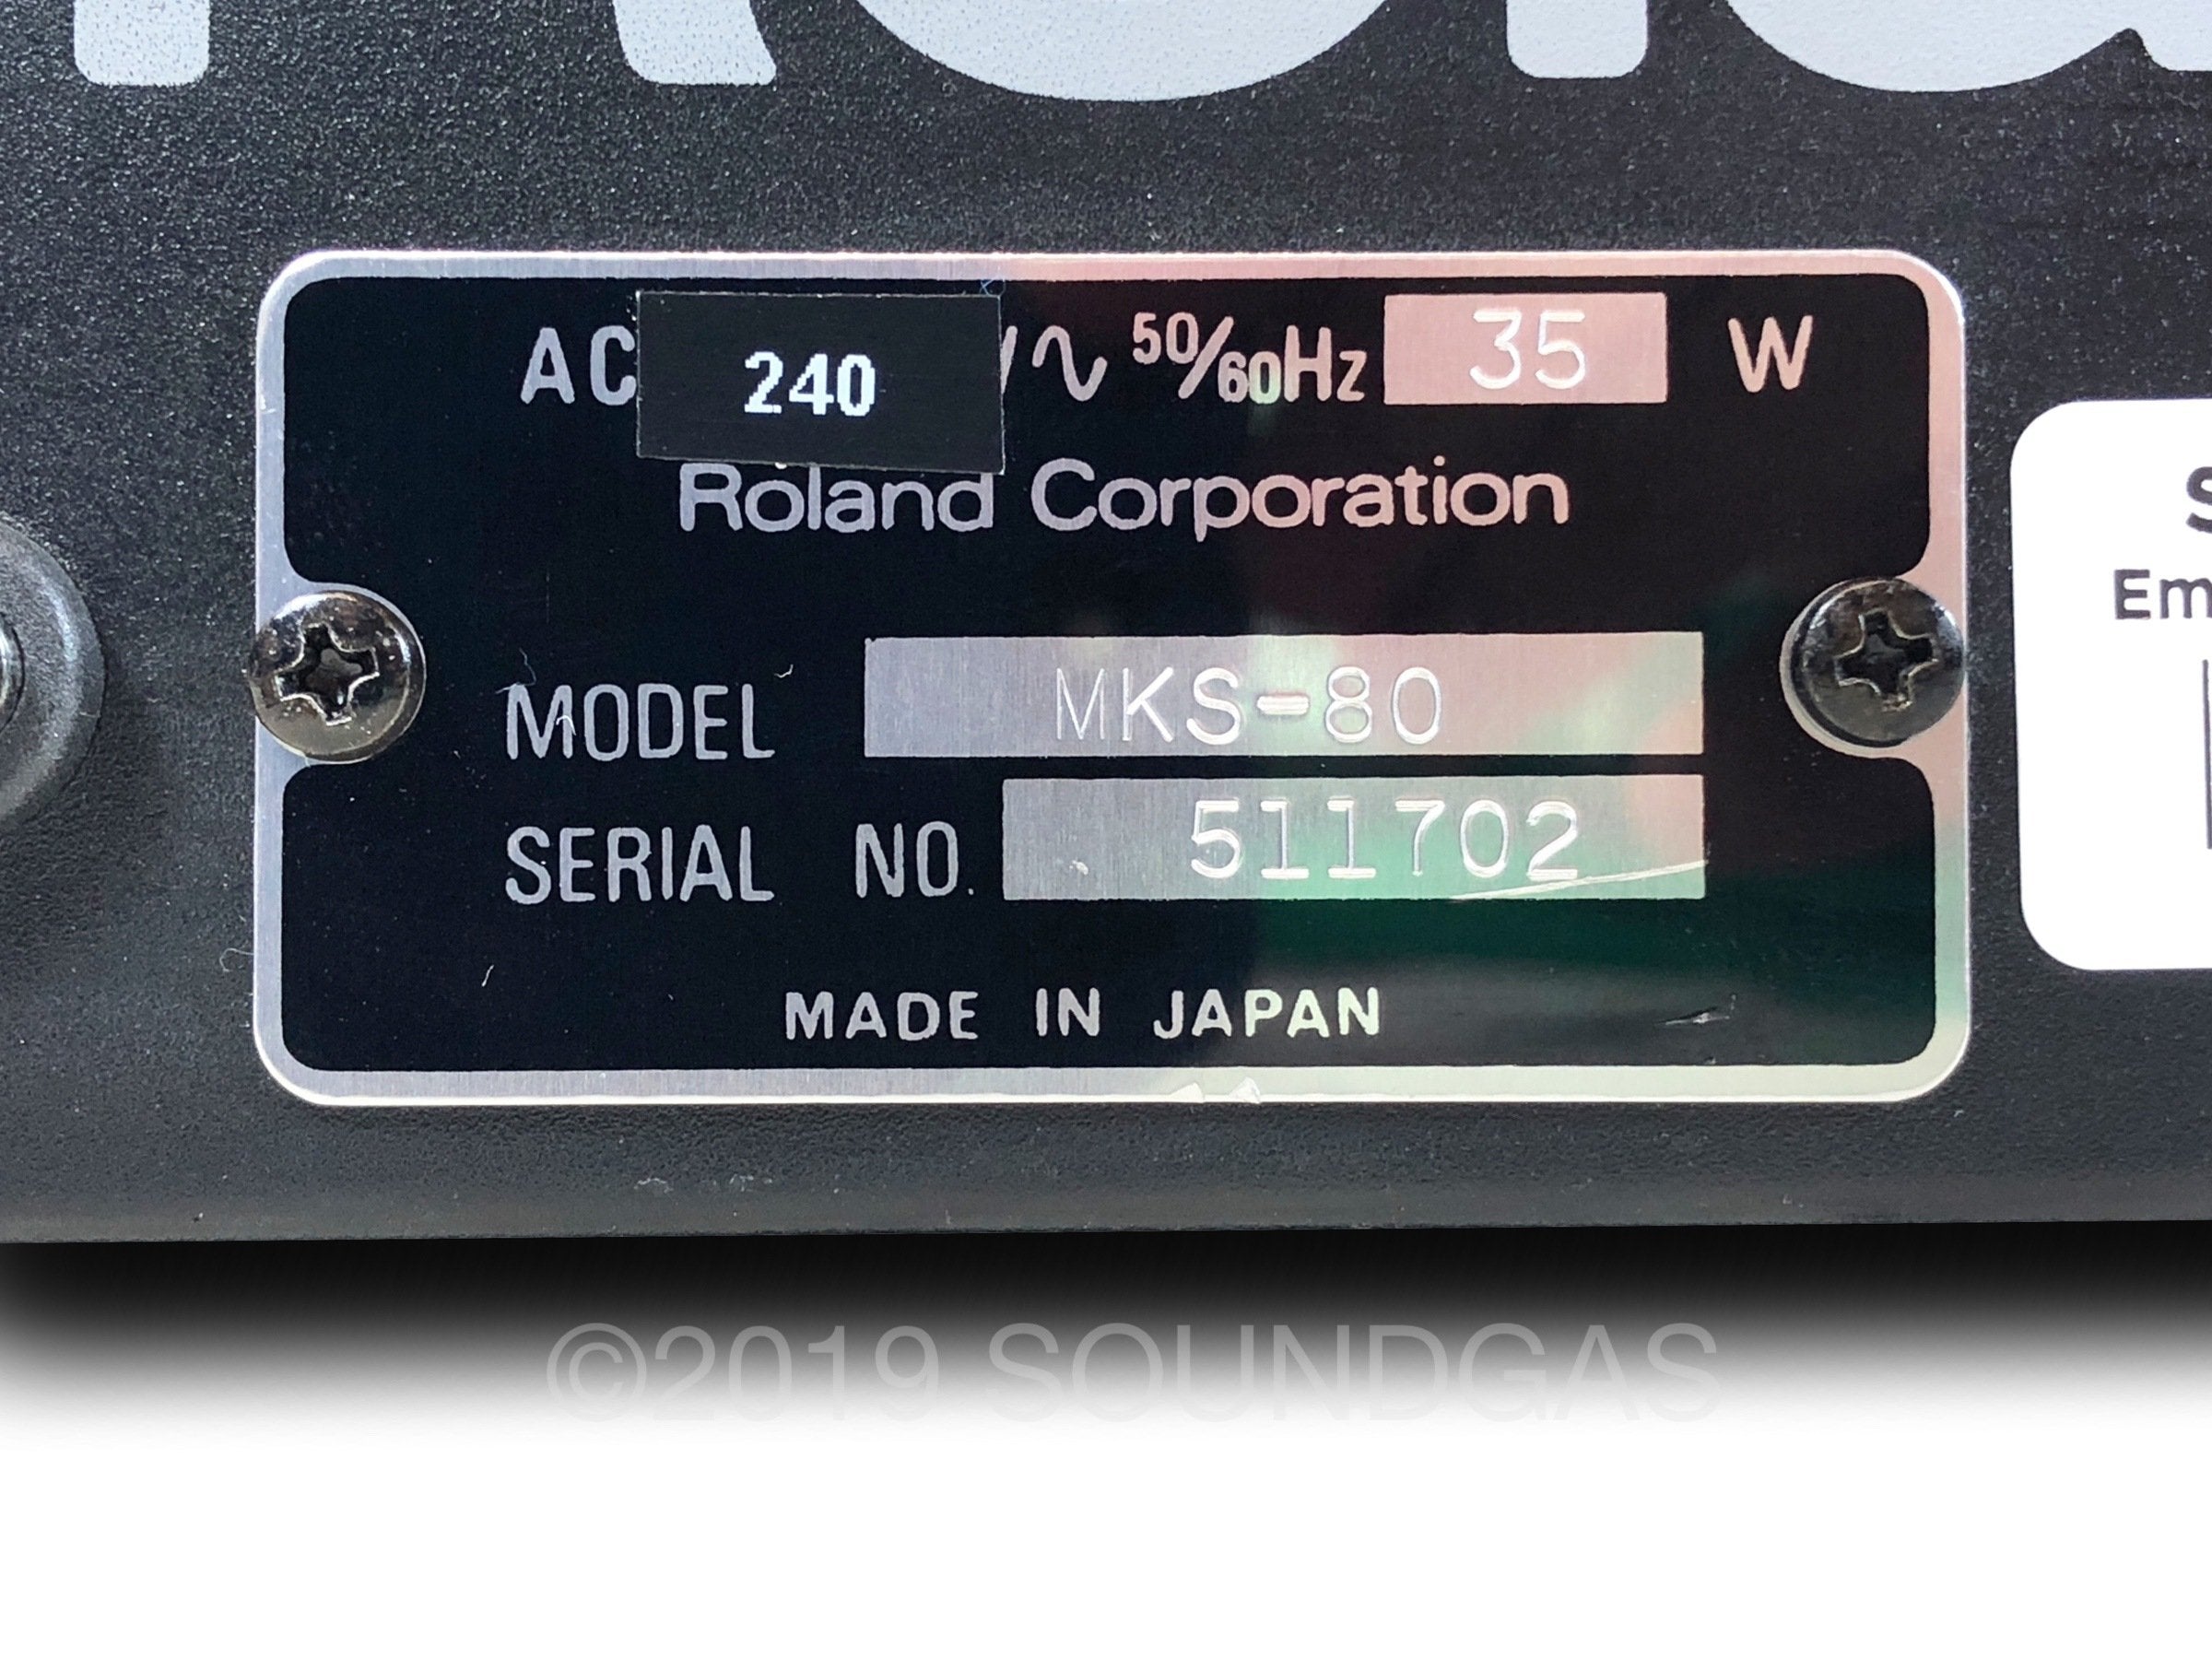 AC 240 V∿ 50/60Hz 35 W
Roland Corporation
MODEL MKS-80
SERIAL NO. 511702
MADE IN JAPAN
©2019 SOUNDGAS